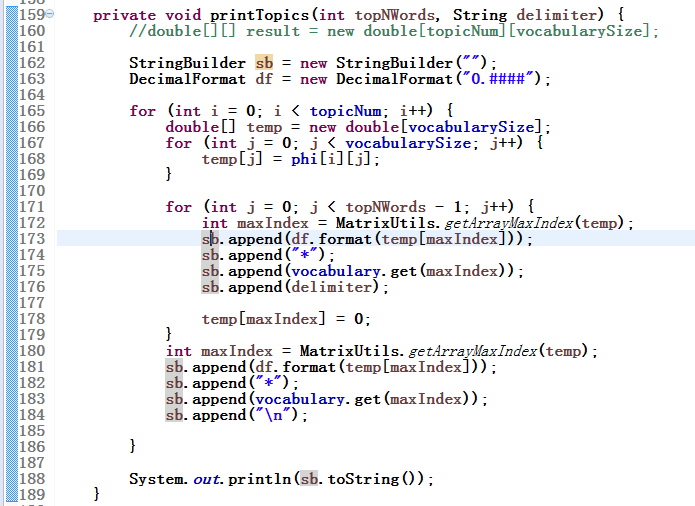 159 private void printTopics(int topNWords, String delimiter) {
160 //double[][] result = new double[topicNum][vocabularySize];
161
162 StringBuilder sb = new StringBuilder("");
163 DecimalFormat df = new DecimalFormat("0.####");
164
165 for (int i = 0; i < topicNum; i++) {
166 double[] temp = new double[vocabularySize];
167 for (int j = 0; j < vocabularySize; j++) {
168 temp[j] = phi[i][j];
169 }
170
171 for (int j = 0; j < topNWords - 1; j++) {
172 int maxIndex = MatrixUtils.getArrayMaxIndex(temp);
173 sb.append(df.format(temp[maxIndex]));
174 sb.append("*");
175 sb.append(vocabulary.get(maxIndex));
176 sb.append(delimiter);
177
178 temp[maxIndex] = 0;
179 }
180 int maxIndex = MatrixUtils.getArrayMaxIndex(temp);
181 sb.append(df.format(temp[maxIndex]));
182 sb.append("*");
183 sb.append(vocabulary.get(maxIndex));
184 sb.append("\n");
185
186 }
187
188 System.out.println(sb.toString());
189 }